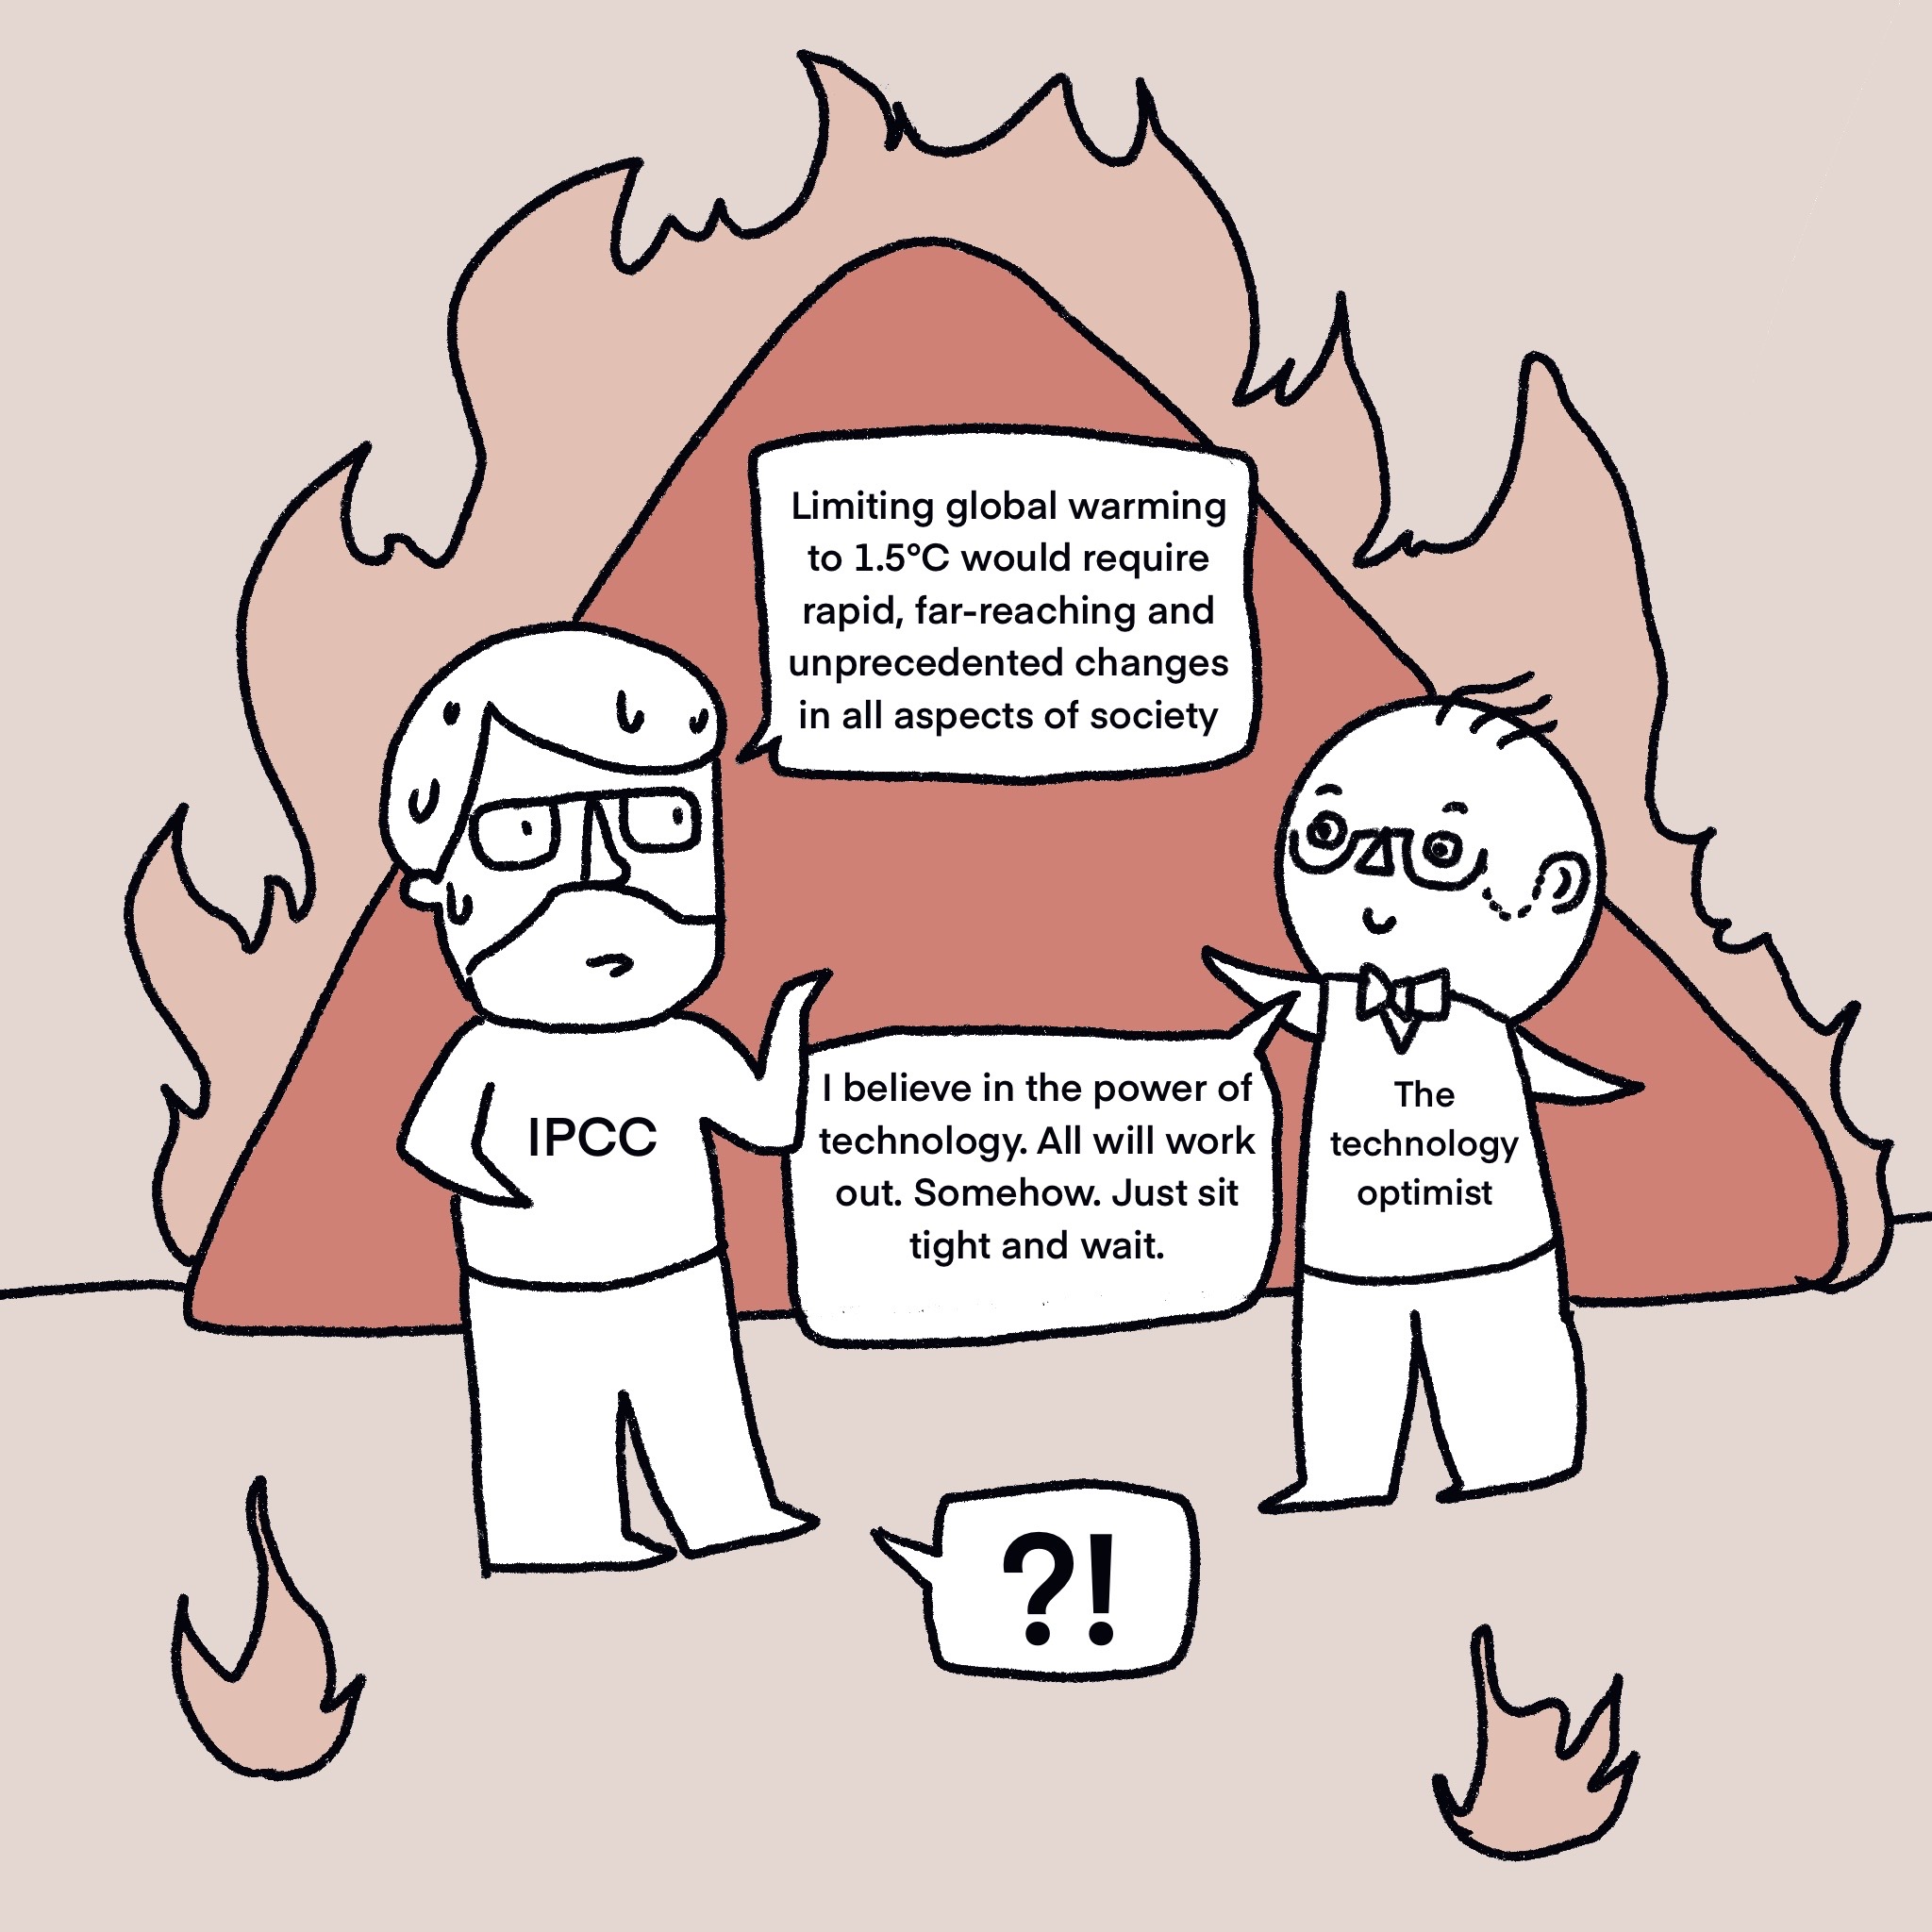 Limiting global warming
to 1.5°C would require
rapid, far-reaching and
unprecedented changes
in all aspects of society
IPCC
I believe in the power of
technology. All will work
out. Somehow. Just sit
tight and wait.
The
technology
optimist
?!